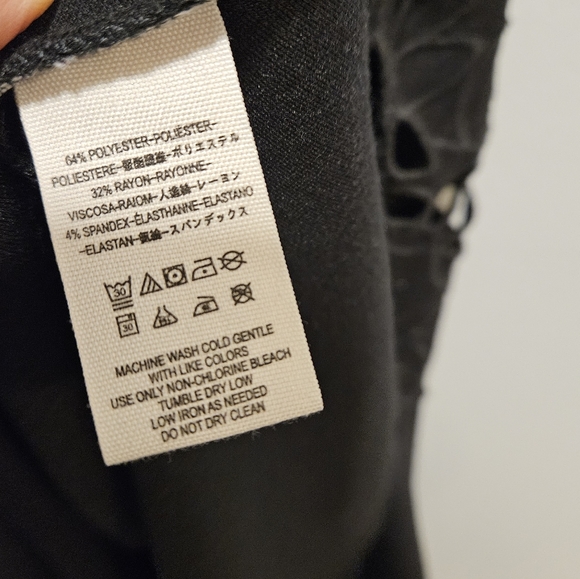 64% POLYESTER-POLIESTER-
POLIESTERE-聚酯纖維-ポリエステル
32% RAYON-RAYONNE-
VISCOSA-RAIOM-人造絲-レーヨン
4% SPANDEX-ÉLASTHANNE-ELASTANO
-ELASTAN-氨綸-スパンデックス
30
30
MACHINE WASH COLD GENTLE
WITH LIKE COLORS
USE ONLY NON-CHLORINE BLEACH
TUMBLE DRY LOW
LOW IRON AS NEEDED
DO NOT DRY CLEAN